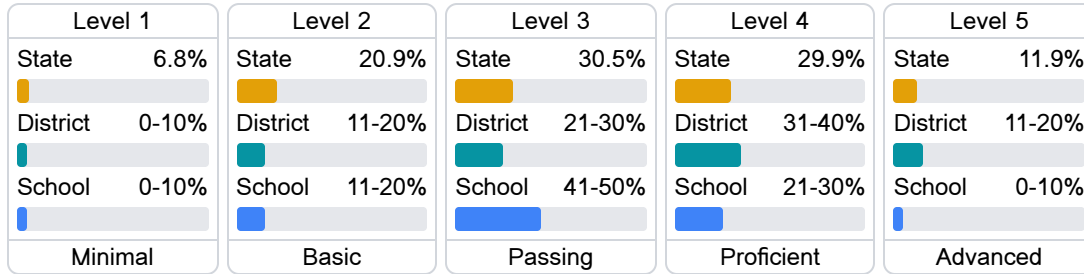 Level 1
State 6.8%
District 0-10%
School 0-10%
Minimal
Level 2
State 20.9%
District 11-20%
School 11-20%
Basic
Level 3
State 30.5%
District 21-30%
School 41-50%
Passing
Level 4
State 29.9%
District 31-40%
School 21-30%
Proficient
Level 5
State 11.9%
District 11-20%
School 0-10%
Advanced